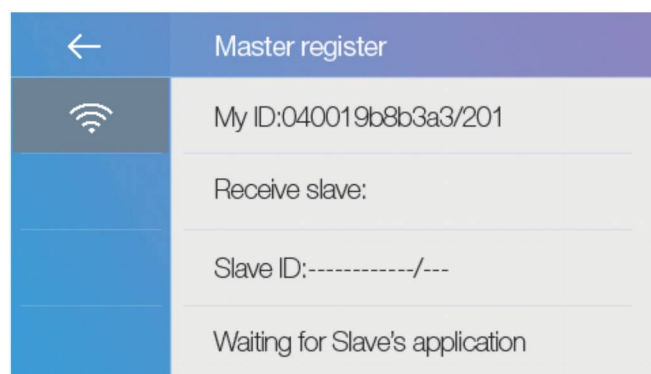 Master register
My ID:040019b8b3a3/201
Receive slave:
Slave ID:------------/---
Waiting for Slave's application